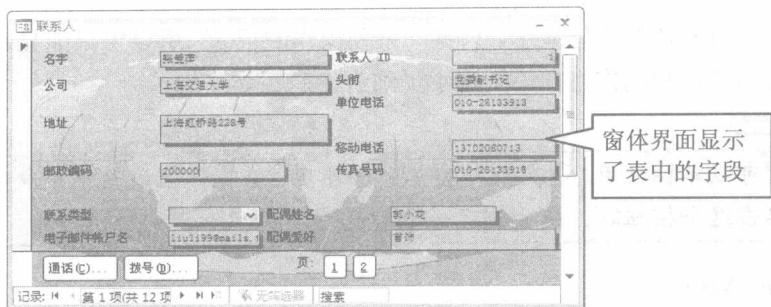 联系人
名字 张雪萍 联系人 ID 1
公司 上海交通大学 头衔 党委副书记
单位电话 010-28133913
地址 上海虹桥路228号
移动电话 13702060713
邮政编码 200000 传真号码
联系类型 配偶姓名 郭小花
电子邮件帐户名 配偶爱好 音乐
通话(C)... 拨号(D)... 页: 1 2
记录: 第 1 项(共 12 项 无筛选器 搜索
窗体界面显示
了表中的字段